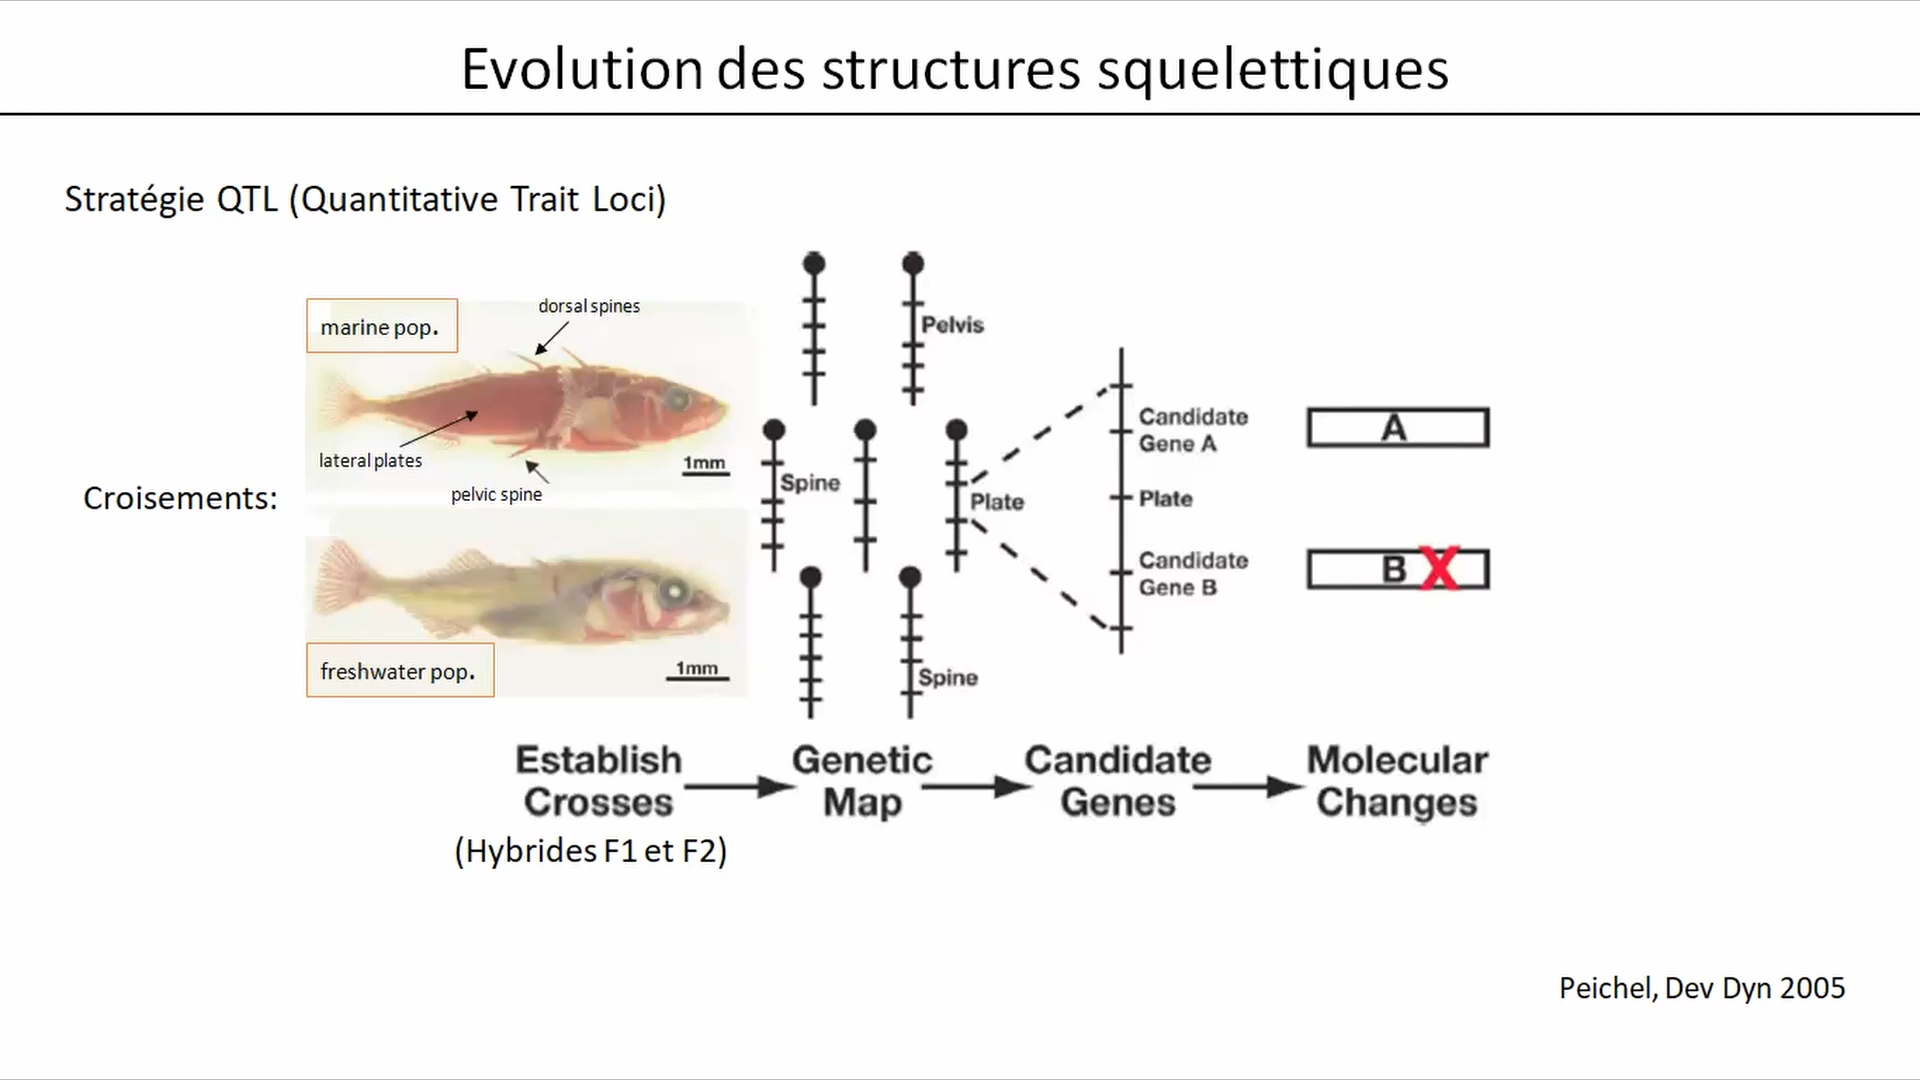 Evolution des structures squelettiques
Stratégie QTL (Quantitative Trait Loci)
marine pop.
dorsal spines
lateral plates
pelvic spine
1mm
Croisements:
freshwater pop.
1mm
Pelvis
Spine
Plate
Spine
Candidate
Gene A
Plate
Candidate
Gene B
A
B X
Establish
Crosses
Genetic
Map
Candidate
Genes
Molecular
Changes
(Hybrides F1 et F2)
Peichel, Dev Dyn 2005